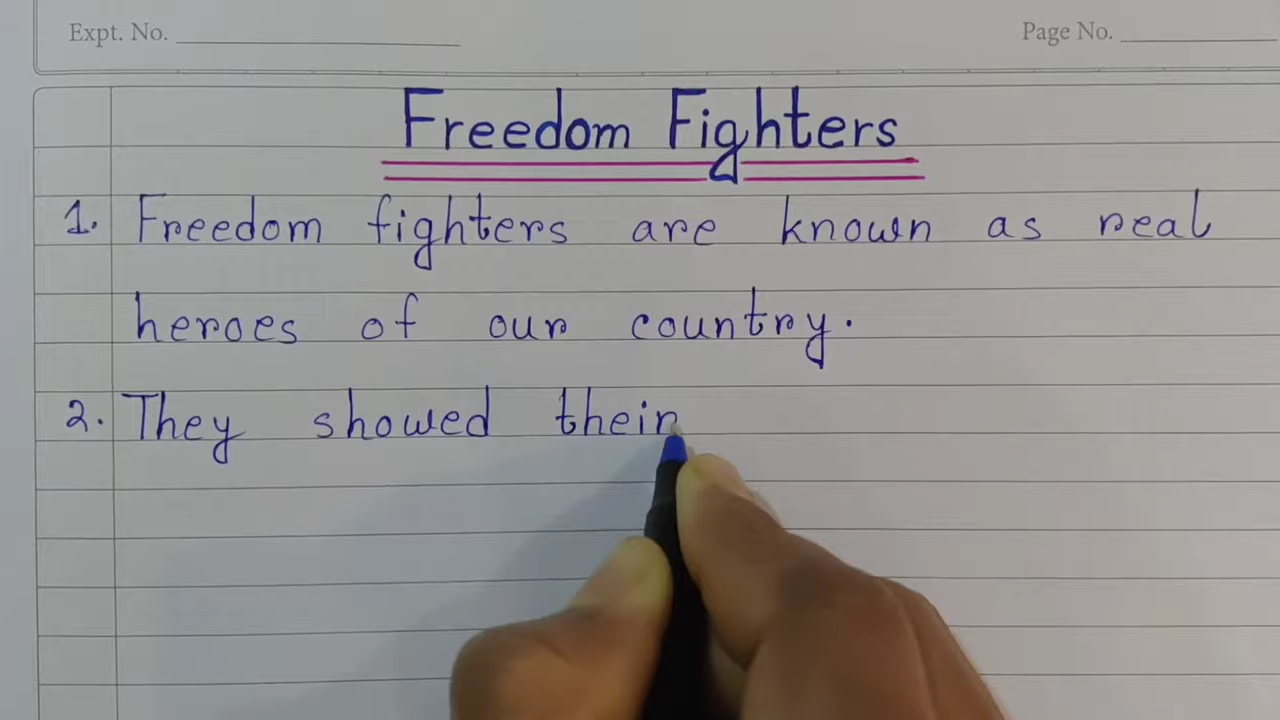 Expt. No. Page No.
Freedom Fighters
1. Freedom fighters are known as real
heroes of our country.
2. They showed their